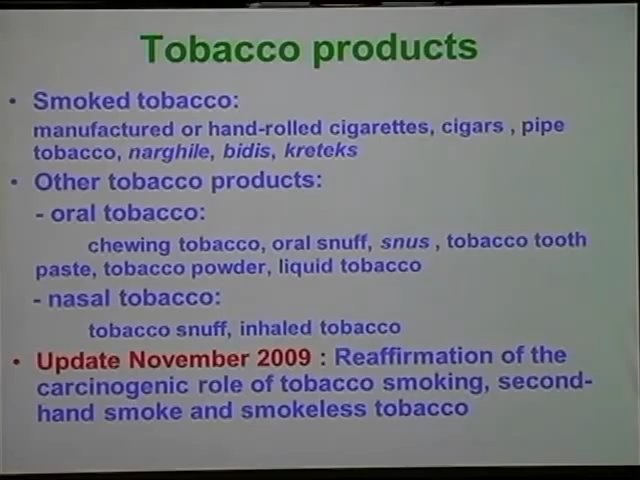 Tobacco products
• Smoked tobacco:
manufactured or hand-rolled cigarettes, cigars , pipe
tobacco, narghile, bidis, kreteks
• Other tobacco products:
- oral tobacco:
chewing tobacco, oral snuff, snus , tobacco tooth
paste, tobacco powder, liquid tobacco
- nasal tobacco:
tobacco snuff, inhaled tobacco
• Update November 2009 : Reaffirmation of the
carcinogenic role of tobacco smoking, second-
hand smoke and smokeless tobacco